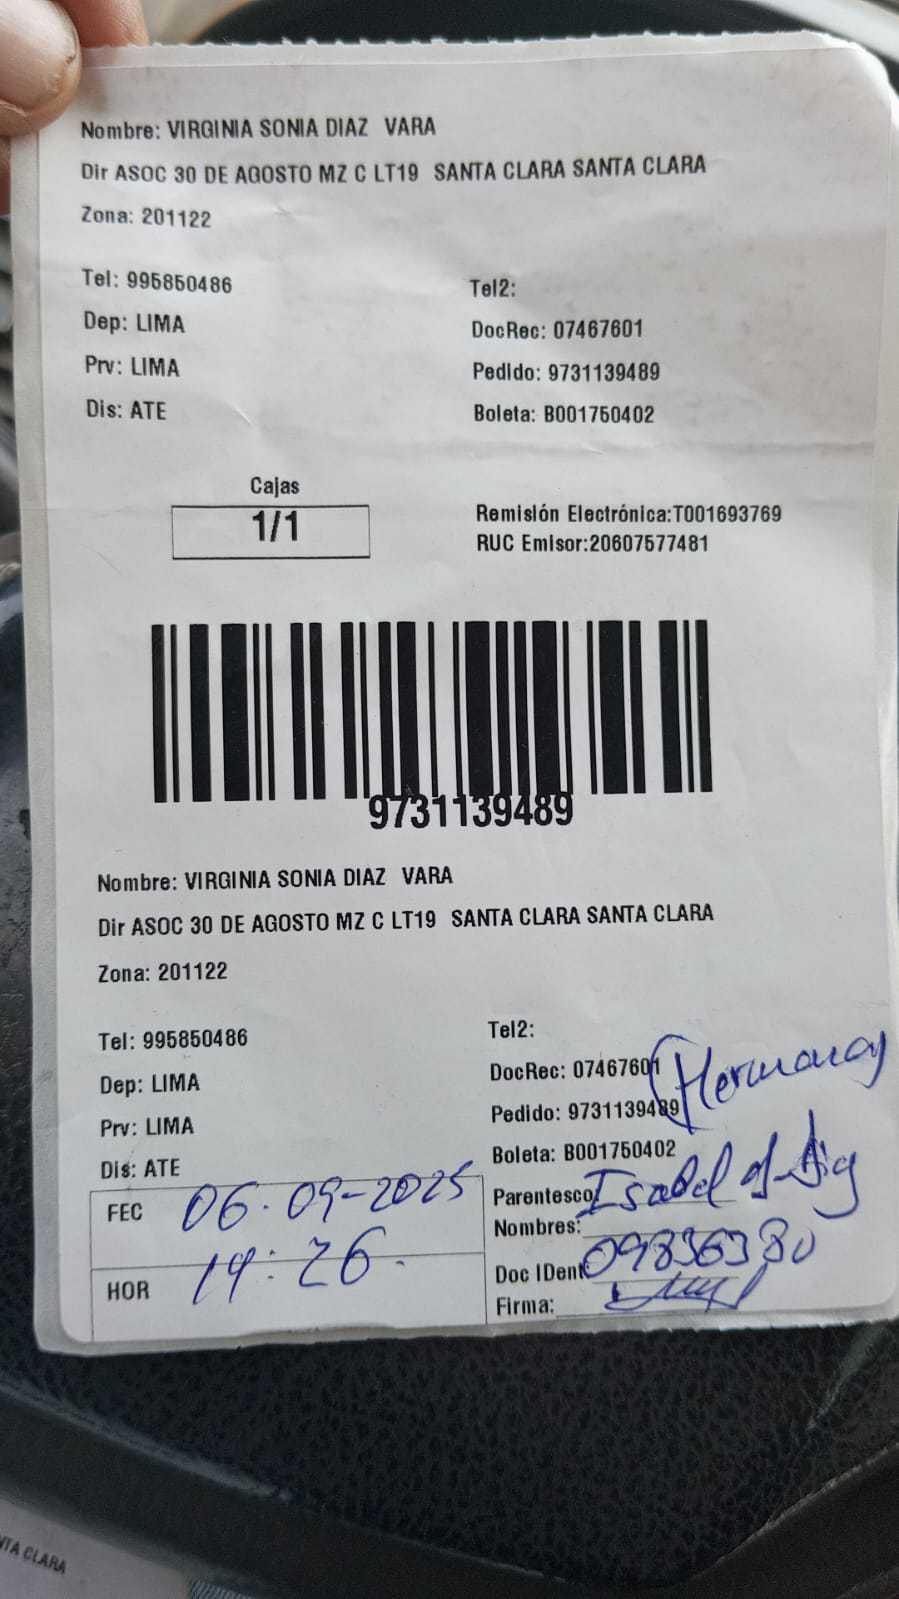 Nombre: VIRGINIA SONIA DIAZ VARA
Dir ASOC 30 DE AGOSTO MZ C LT19 SANTA CLARA SANTA CLARA
Zona: 201122
Tel: 995850486
Tel2:
Dep: LIMA
DocRec: 07467601
Prv: LIMA
Pedido: 9731139489
Dis: ATE
Boleta: B001750402
Cajas
1/1
Remisión Electrónica:T001693769
RUC Emisor:20607577481
9731139489
Nombre: VIRGINIA SONIA DIAZ VARA
Dir ASOC 30 DE AGOSTO MZ C LT19 SANTA CLARA SANTA CLARA
Zona: 201122
Tel: 995850486
Tel2:
Dep: LIMA
DocRec: 07467601
Hermana
Prv: LIMA
Pedido: 9731139489
Dis: ATE
Boleta: B001750402
FEC 06-09-2025
Parentesco:
Nombres: Isabel
HOR 14:26
Doc IDent: 09836380
Firma:
NTA CLARA